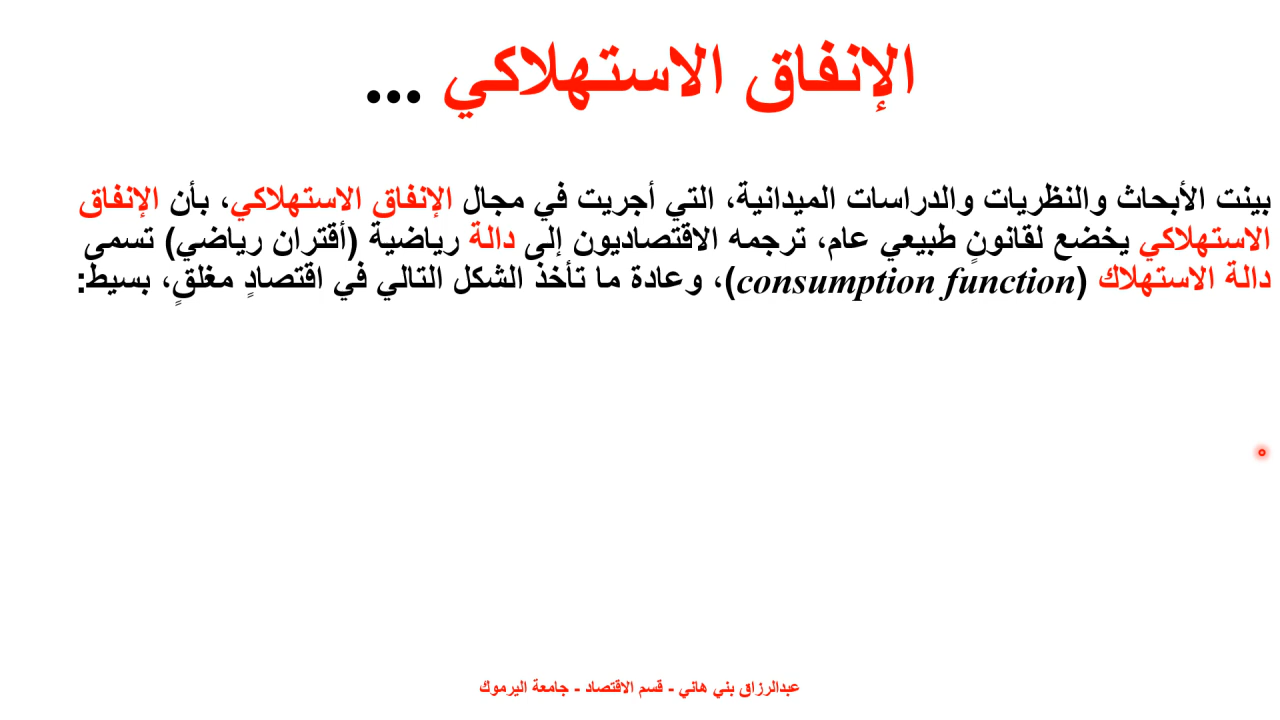 الإنفاق الاستهلاكي ...
بينت الأبحاث والنظريات والدراسات الميدانية، التي أجريت في مجال الإنفاق الاستهلاكي، بأن الإنفاق
الاستهلاكي يخضع لقانونٍ طبيعي عام، ترجمه الاقتصاديون إلى دالة رياضية (أقتران رياضي) تسمى
دالة الاستهلاك (consumption function)، وعادة ما تأخذ الشكل التالي في اقتصادٍ مغلقٍ، بسيط:
عبدالرزاق بني هاني - قسم الاقتصاد - جامعة اليرموك